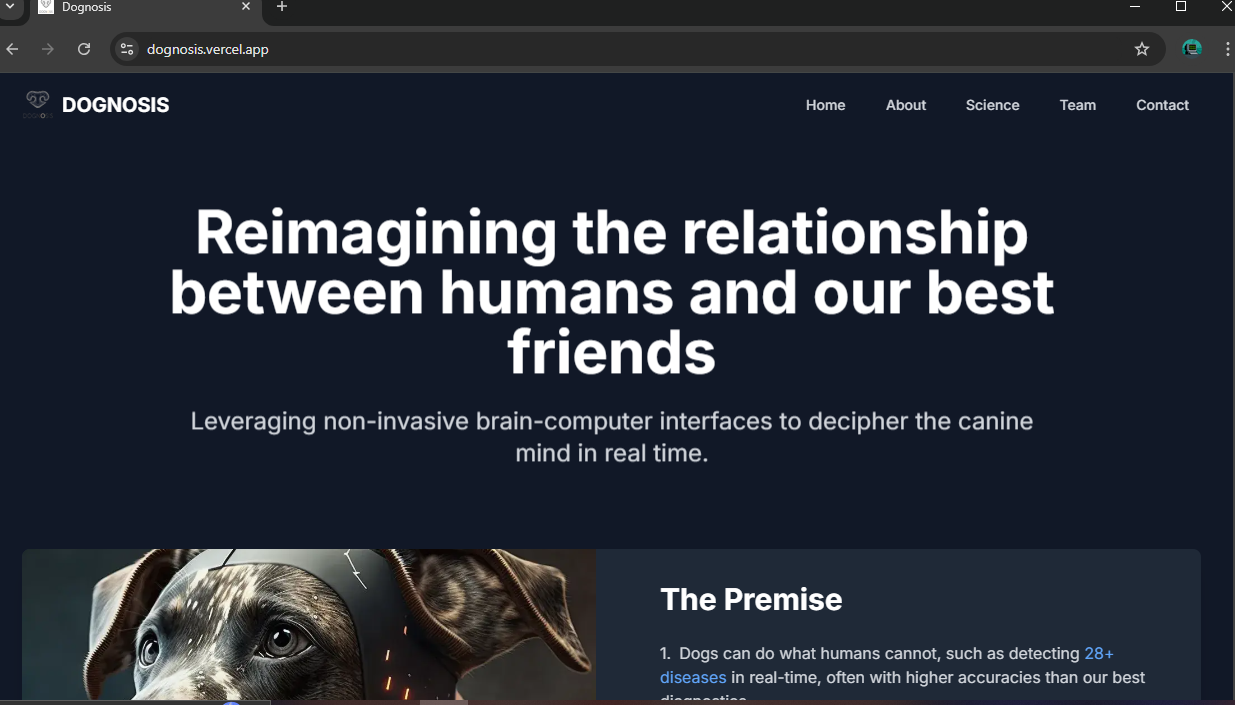 Dognosis
dognosis.vercel.app
DOGNOSIS
Home About Science Team Contact
Reimagining the relationship
between humans and our best
friends
Leveraging non-invasive brain-computer interfaces to decipher the canine
mind in real time.
The Premise
1. Dogs can do what humans cannot, such as detecting 28+
diseases in real-time, often with higher accuracies than our best